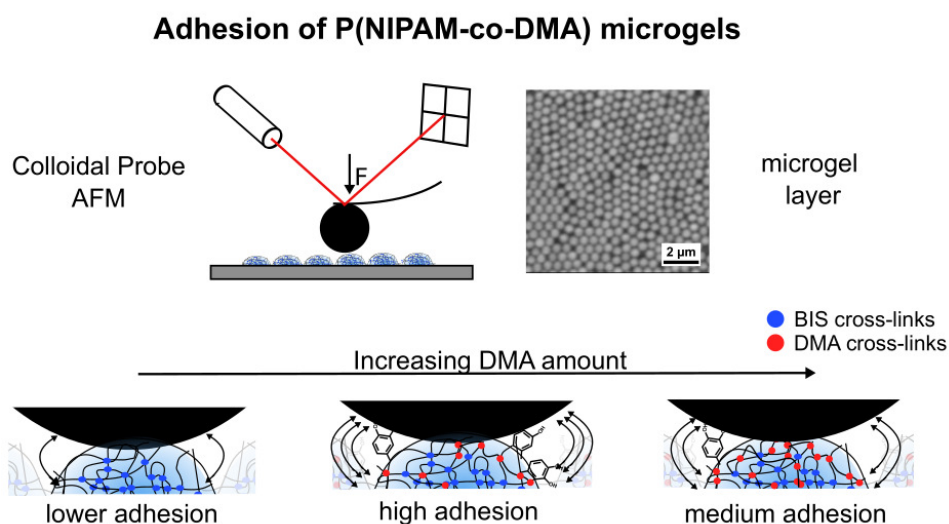 Adhesion of P(NIPAM-co-DMA) microgels
Colloidal Probe
AFM
F
microgel
layer
2 µm
BIS cross-links
DMA cross-links
Increasing DMA amount
lower adhesion
high adhesion
medium adhesion